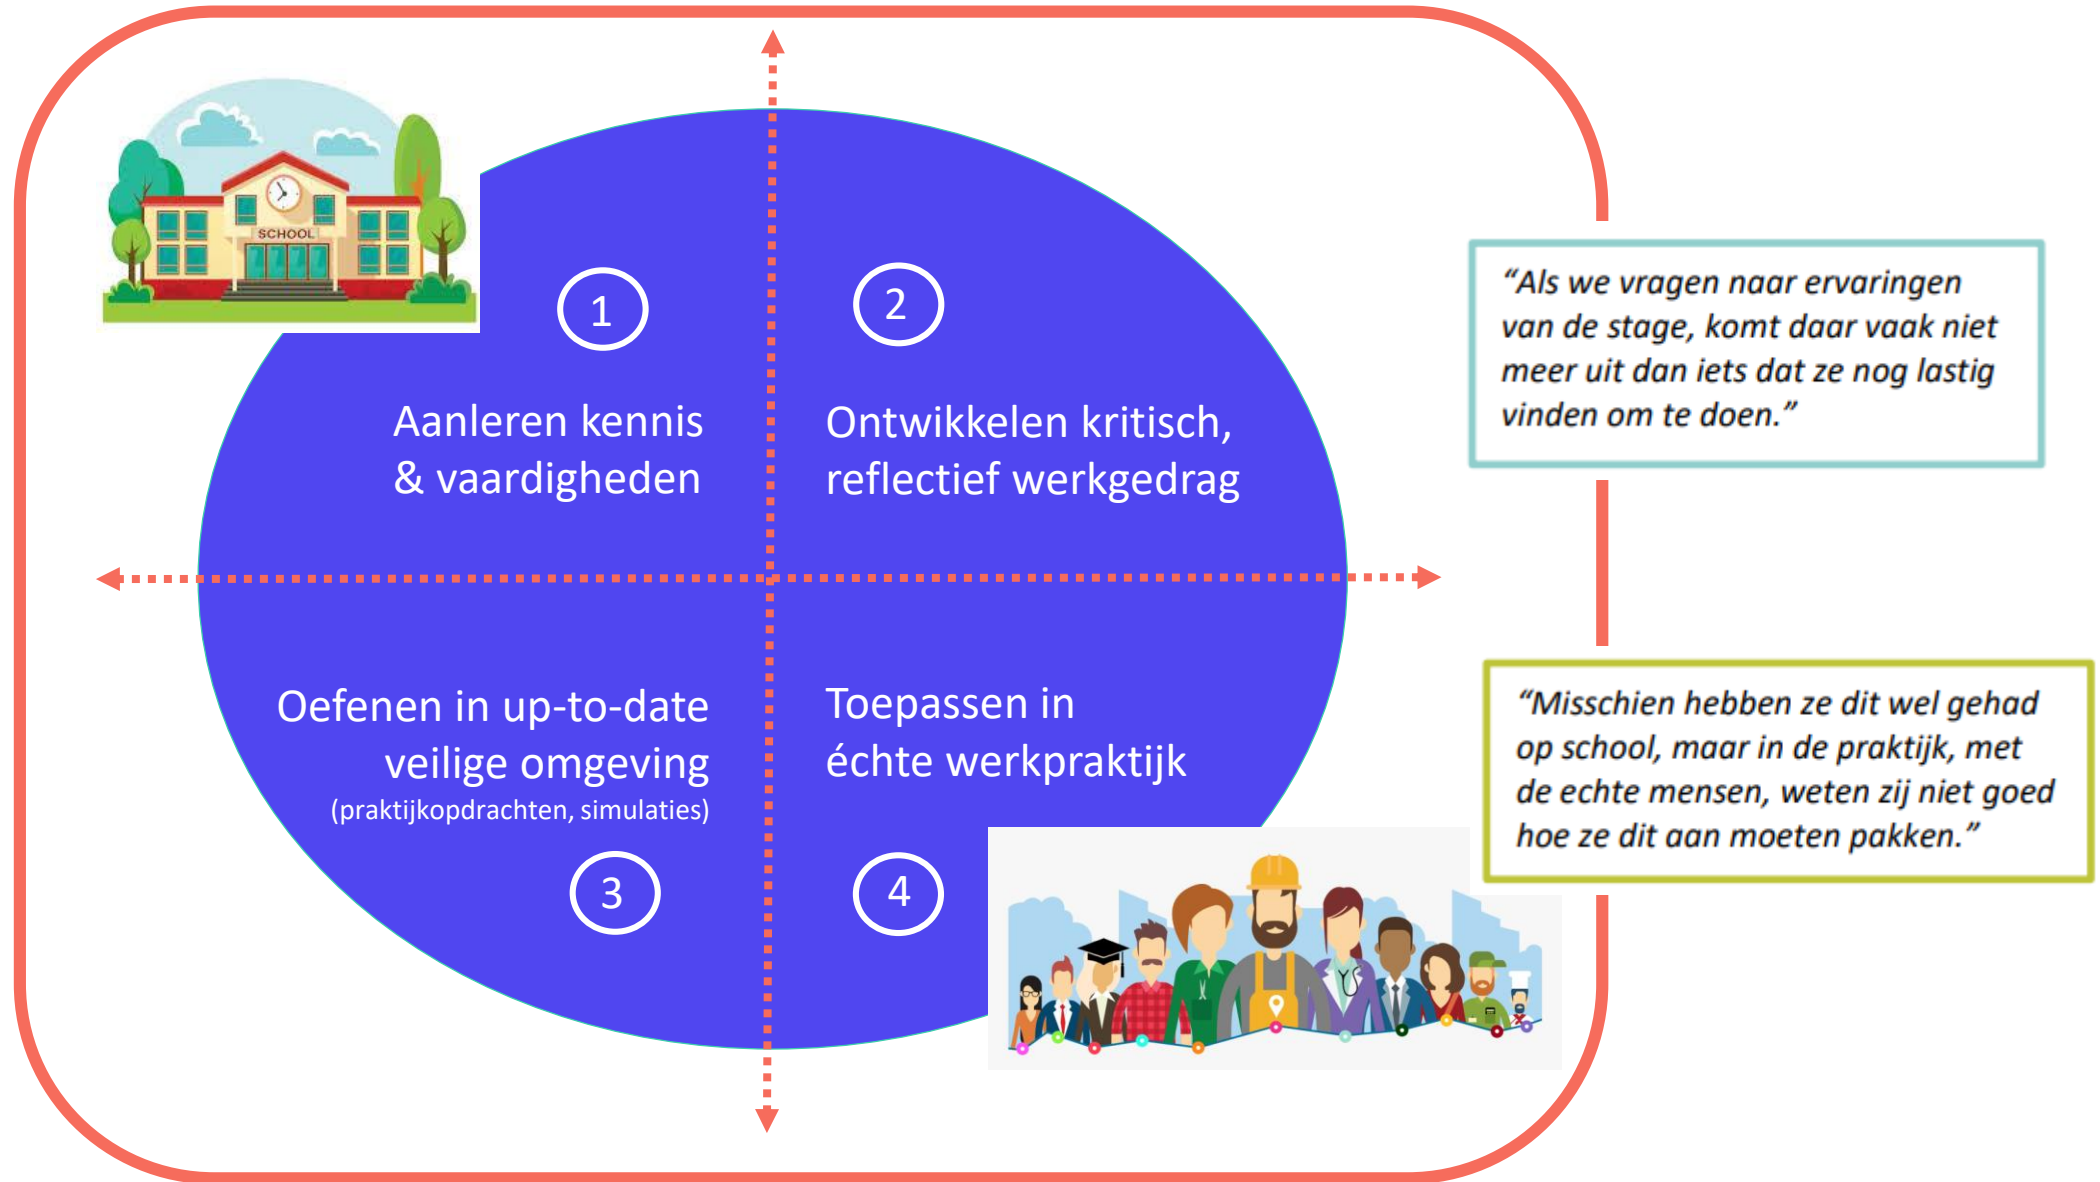 SCHOOL
1
Aanleren kennis
& vaardigheden
2
Ontwikkelen kritisch,
reflectief werkgedrag
Oefenen in up-to-date
veilige omgeving
(praktijkopdrachten, simulaties)
3
Toepassen in
échte werkpraktijk
4
“Als we vragen naar ervaringen
van de stage, komt daar vaak niet
meer uit dan iets dat ze nog lastig
vinden om te doen.”
“Misschien hebben ze dit wel gehad
op school, maar in de praktijk, met
de echte mensen, weten zij niet goed
hoe ze dit aan moeten pakken.”